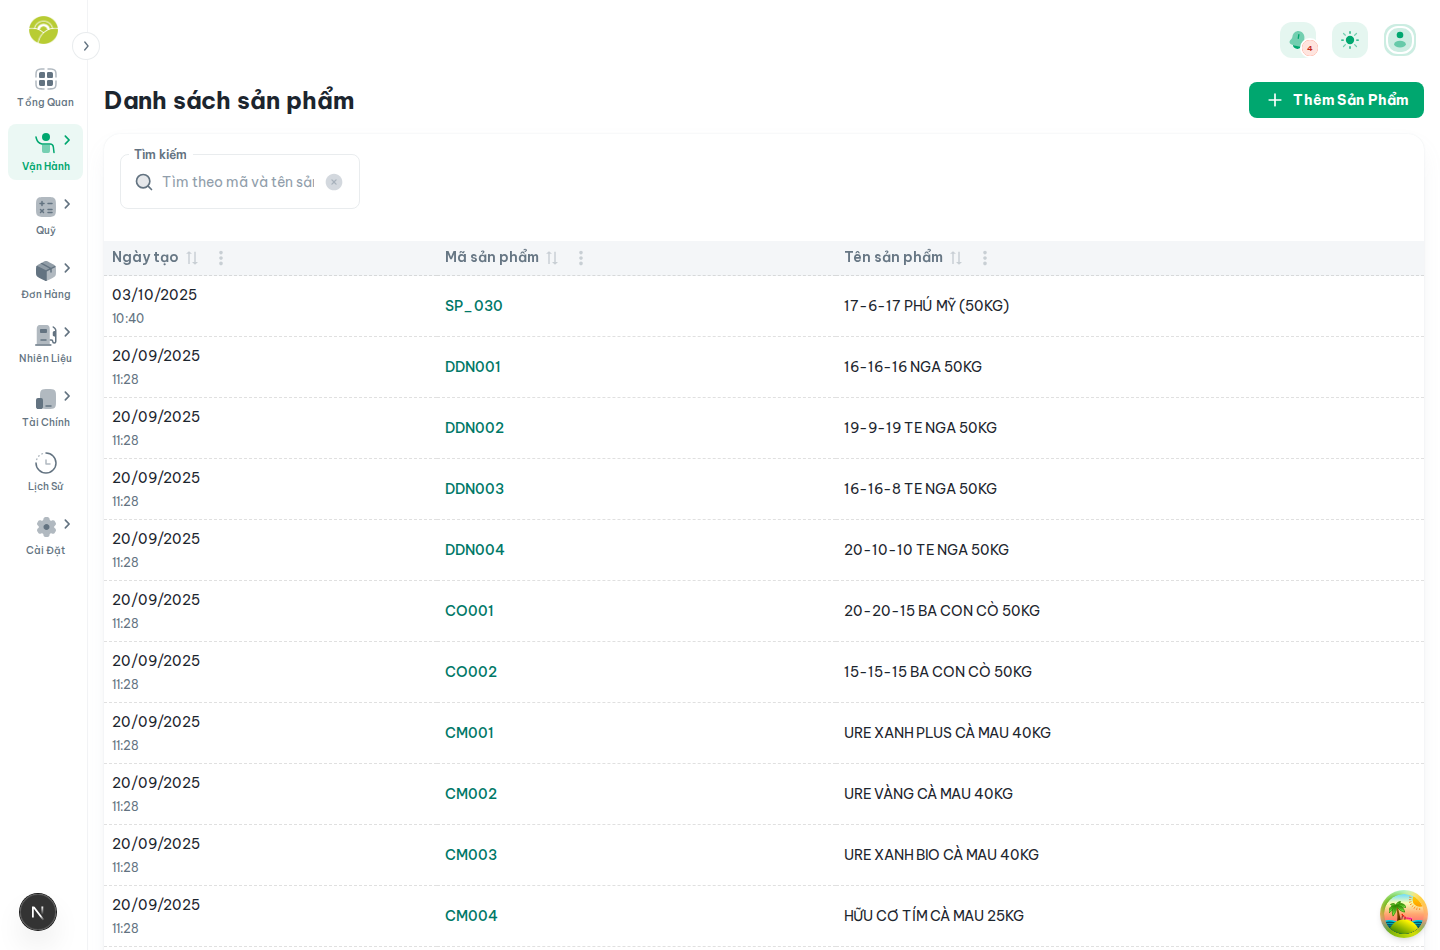 4
Tổng Quan
Vận Hành
Quỹ
Đơn Hàng
Nhiên Liệu
Tài Chính
Lịch Sử
Cài Đặt
N
Danh sách sản phẩm
Thêm Sản Phẩm
Tìm kiếm
Tìm theo mã và tên sả
Ngày tạo Mã sản phẩm Tên sản phẩm
03/10/2025
10:40
SP_030
17-6-17 PHÚ MỸ (50KG)
20/09/2025
11:28
DDN001
16-16-16 NGA 50KG
20/09/2025
11:28
DDN002
19-9-19 TE NGA 50KG
20/09/2025
11:28
DDN003
16-16-8 TE NGA 50KG
20/09/2025
11:28
DDN004
20-10-10 TE NGA 50KG
20/09/2025
11:28
CO001
20-20-15 BA CON CÒ 50KG
20/09/2025
11:28
CO002
15-15-15 BA CON CÒ 50KG
20/09/2025
11:28
CM001
URE XANH PLUS CÀ MAU 40KG
20/09/2025
11:28
CM002
URE VÀNG CÀ MAU 40KG
20/09/2025
11:28
CM003
URE XANH BIO CÀ MAU 40KG
20/09/2025
11:28
CM004
HỮU CƠ TÍM CÀ MAU 25KG